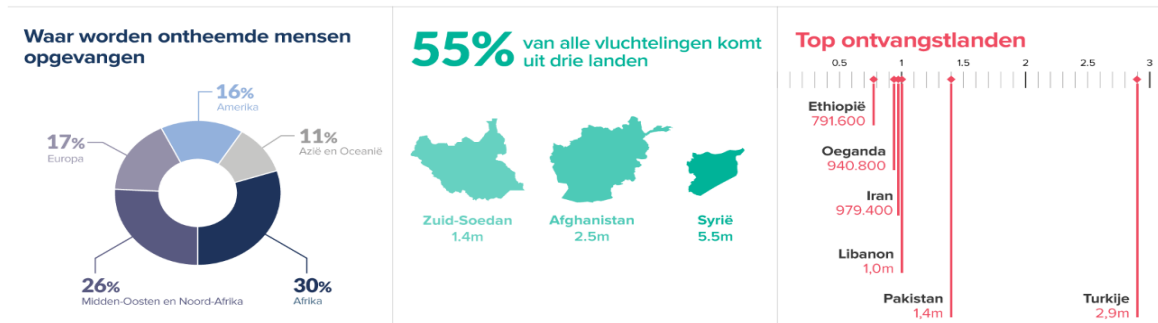 Waar worden ontheemde mensen
opgevangen
16%
Amerika
17%
Europa
11%
Azië en Oceanië
26%
Midden-Oosten en Noord-Afrika
30%
Afrika
55% van alle vluchtelingen komt
uit drie landen
Zuid-Soedan
1.4m
Afghanistan
2.5m
Syrië
5.5m
Top ontvangstlanden
0.5 1 1.5 2 2.5 3
Ethiopië
791.600
Oeganda
940.800
Iran
979.400
Libanon
1,0m
Pakistan
1,4m
Turkije
2,9m